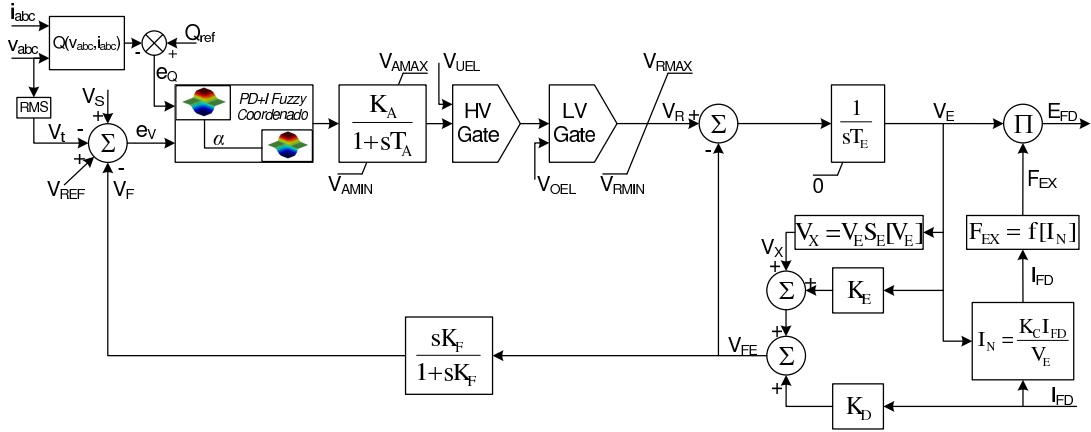 i_abc
v_abc
Q(v_abc,i_abc)
-
+
Q_ref
e_Q
RMS
V_S
V_t
-
+
+
-
Σ
e_V
V_REF
V_F
PD+I Fuzzy
Coordenado
α
V_AMAX
K_A
1+sT_A
V_AMIN
V_UEL
HV
Gate
LV
Gate
V_OEL
V_RMAX
V_RMIN
V_R
+
-
Σ
1
sT_E
0
V_E
Π
E_FD
F_EX
F_EX = f[I_N]
I_FD
I_N = K_C I_FD
V_E
I_FD
V_X = V_E S_E[V_E]
V_X
+
+
Σ
K_E
+
+
Σ
V_FE
K_D
sK_F
1+sK_F